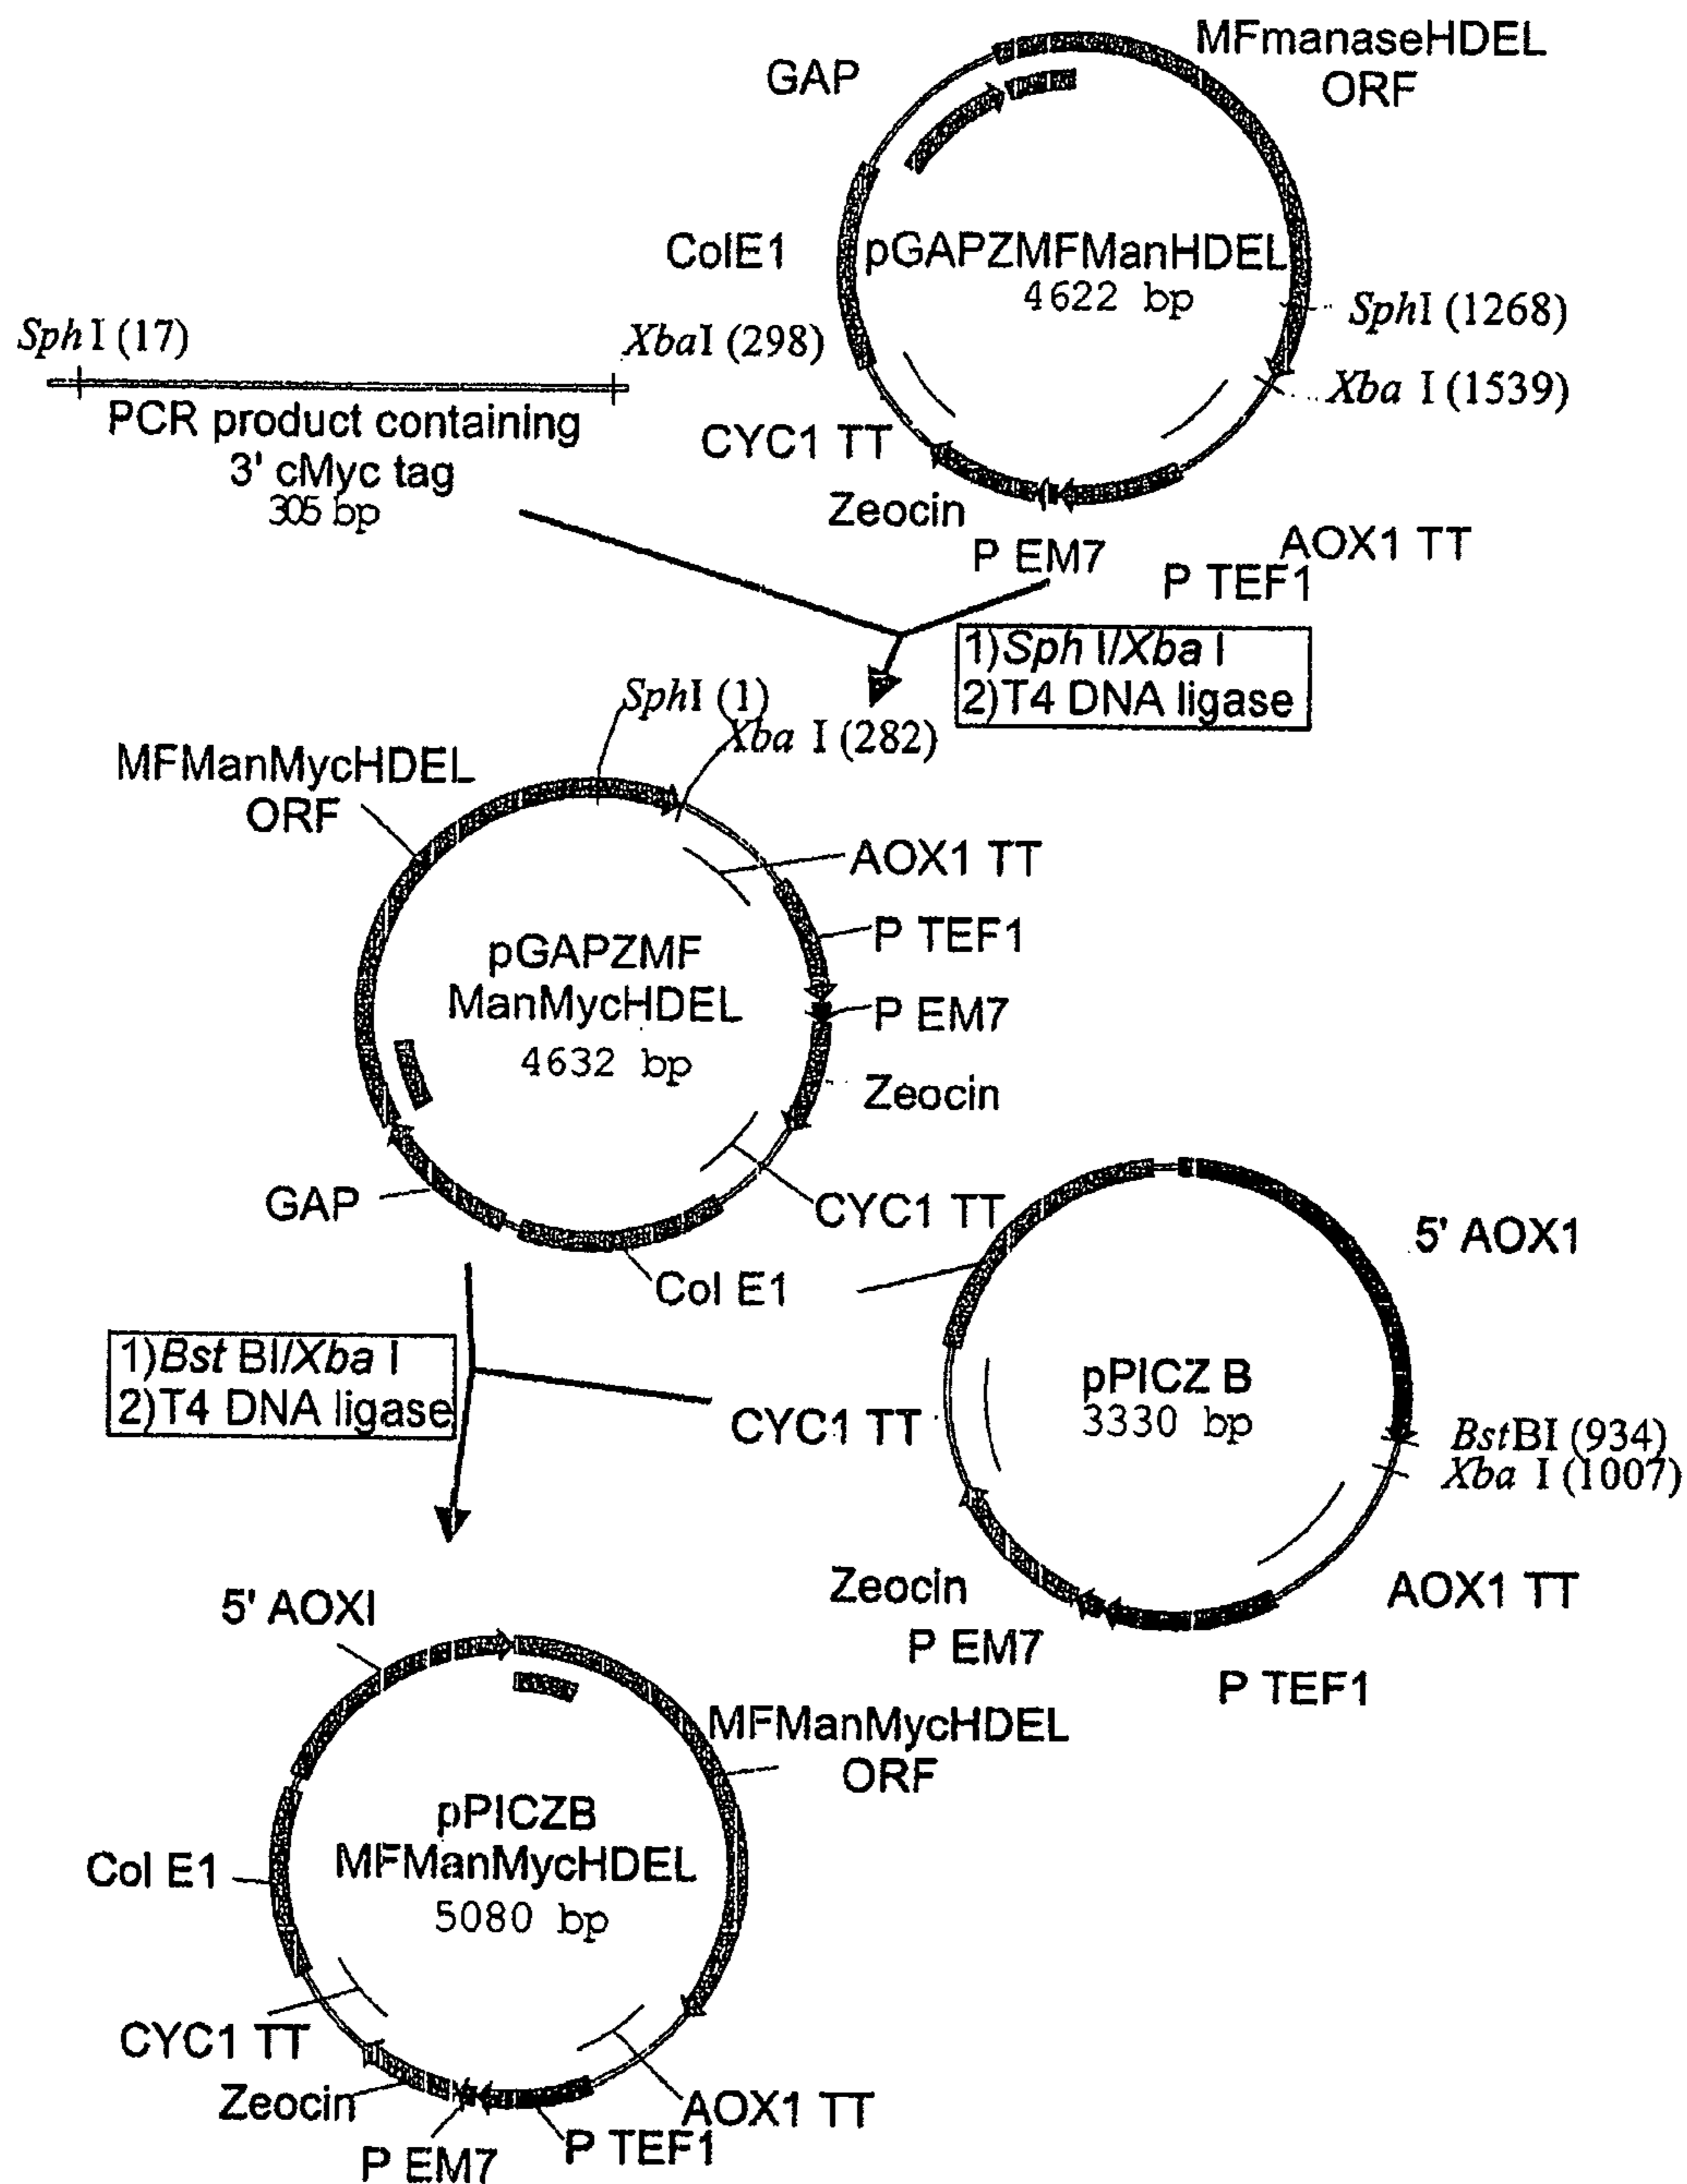 MFmanaseHDEL
ORF
GAP
ColE1
pGAPZMFManHDEL
4622 bp
SphI (1268)
Xba I (1539)
SphI (17)
XbaI (298)
PCR product containing
3' cMyc tag
305 bp
CYC1 TT
Zeocin
P EM7
AOX1 TT
P TEF1
1)Sph I/Xba I
2)T4 DNA ligase
SphI (1)
Xba I (282)
MFManMycHDEL
ORF
AOX1 TT
P TEF1
pGAPZMF
ManMycHDEL
4632 bp
P EM7
Zeocin
GAP
CYC1 TT
Col E1
5' AOX1
1)Bst BI/Xba I
2)T4 DNA ligase
pPICZ B
3330 bp
CYC1 TT
BstBI (934)
Xba I (1007)
Zeocin
P EM7
AOX1 TT
P TEF1
5' AOXI
MFManMycHDEL
ORF
pPICZB
MFManMycHDEL
5080 bp
Col E1
CYC1 TT
Zeocin
P EM7
P TEF1
AOX1 TT